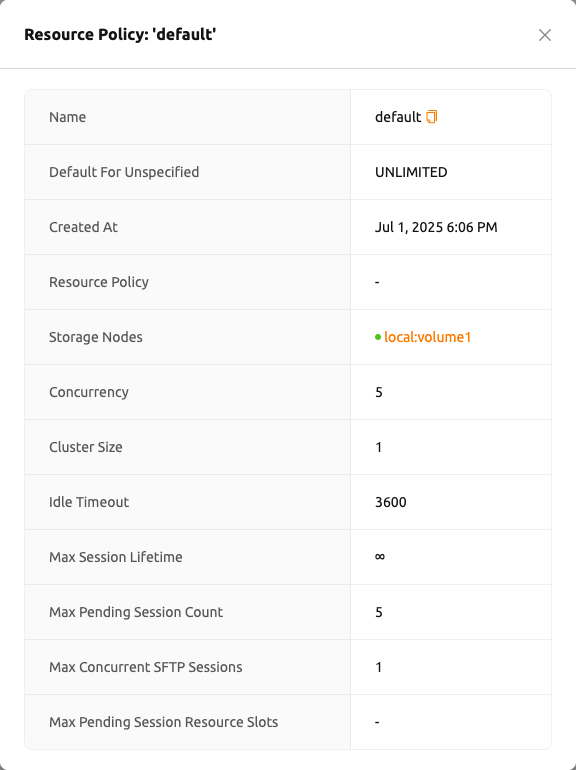 Resource Policy: 'default'
Name default
Default For Unspecified UNLIMITED
Created At Jul 1, 2025 6:06 PM
Resource Policy -
Storage Nodes local:volume1
Concurrency 5
Cluster Size 1
Idle Timeout 3600
Max Session Lifetime ∞
Max Pending Session Count 5
Max Concurrent SFTP Sessions 1
Max Pending Session Resource Slots -